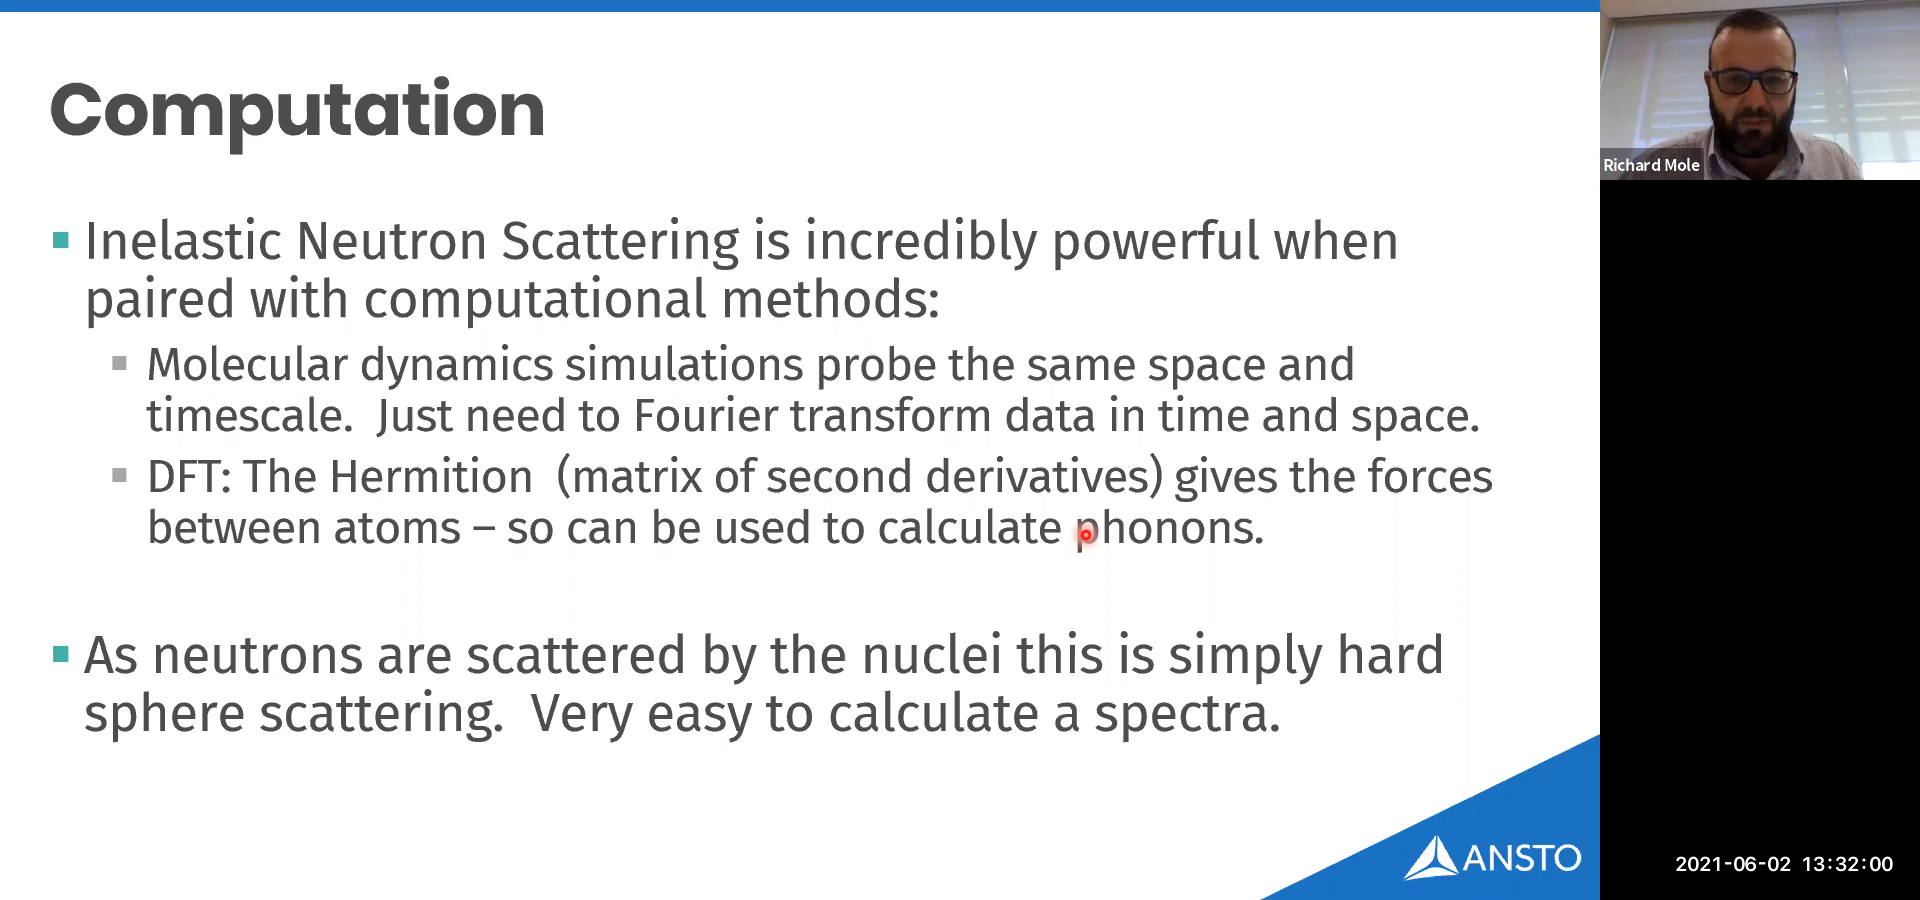 Computation
Inelastic Neutron Scattering is incredibly powerful when
paired with computational methods:
Molecular dynamics simulations probe the same space and
timescale.  Just need to Fourier transform data in time and space.
DFT: The Hermition  (matrix of second derivatives) gives the forces
between atoms – so can be used to calculate phonons.
As neutrons are scattered by the nuclei this is simply hard
sphere scattering.  Very easy to calculate a spectra.
ANSTO
Richard Mole
2021-06-02 13:32:00